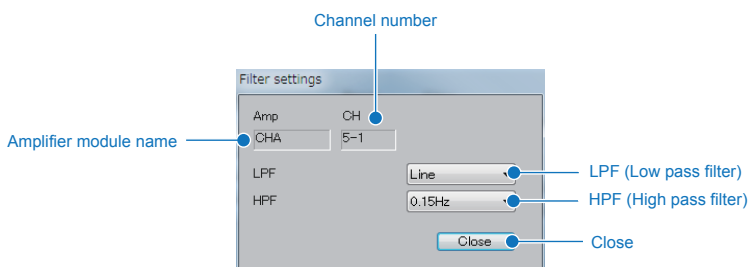 Channel number
Filter settings
Amp CH
Amplifier module name CHA 5-1
LPF Line LPF (Low pass filter)
HPF 0.15Hz HPF (High pass filter)
Close Close